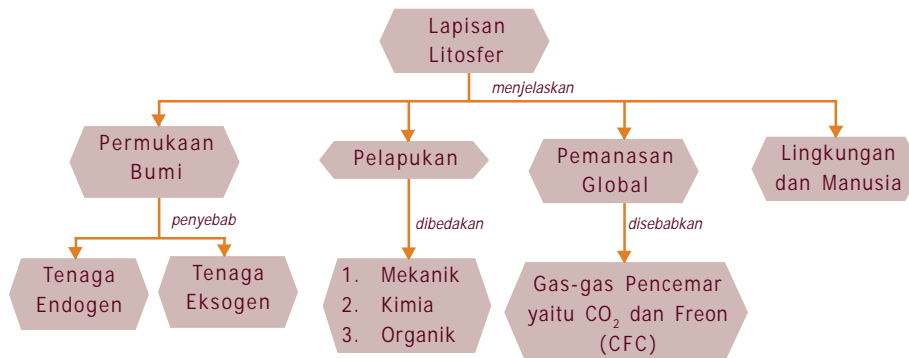 Lapisan
Litosfer
menjelaskan
Permukaan
Bumi
Pelapukan
Pemanasan
Global
Lingkungan
dan Manusia
penyebab
dibedakan
disebabkan
Tenaga
Endogen
Tenaga
Eksogen
1. Mekanik
2. Kimia
3. Organik
Gas-gas Pencemar
yaitu CO₂ dan Freon
(CFC)